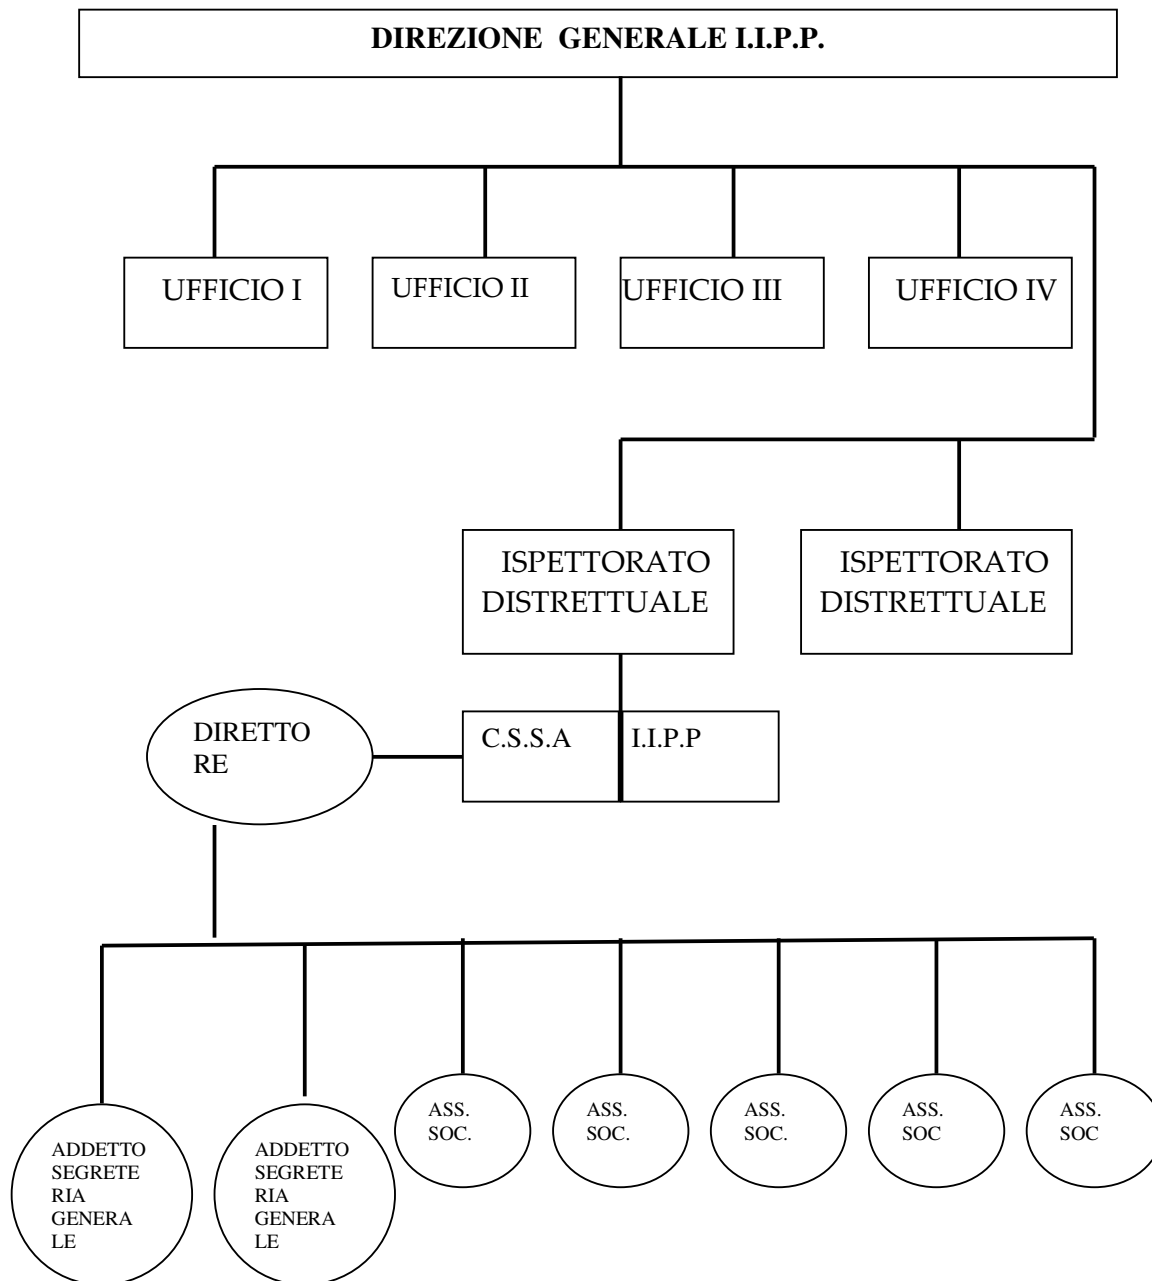 DIREZIONE GENERALE I.I.P.P.
UFFICIO I
UFFICIO II
UFFICIO III
UFFICIO IV
ISPETTORATO
DISTRETTUALE
ISPETTORATO
DISTRETTUALE
DIRETTO
RE
C.S.S.A
I.I.P.P
ADDETTO
SEGRETE
RIA
GENERA
LE
ADDETTO
SEGRETE
RIA
GENERA
LE
ASS.
SOC.
ASS.
SOC.
ASS.
SOC.
ASS.
SOC
ASS.
SOC